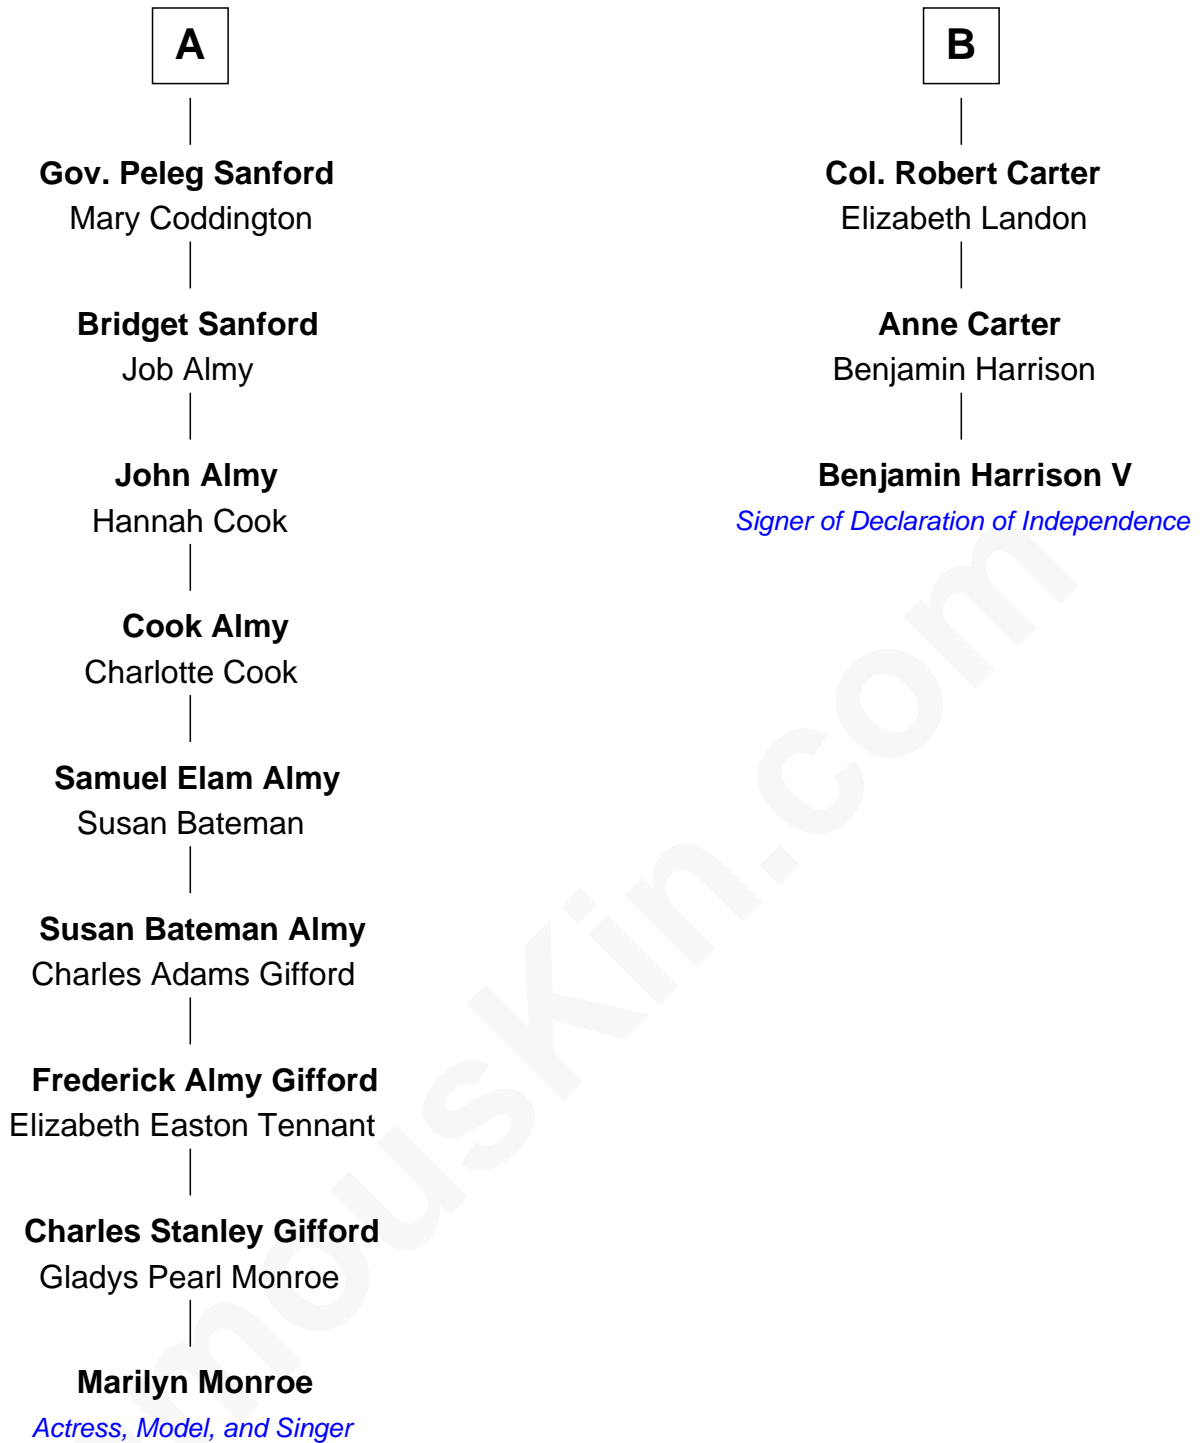 A
Gov. Peleg Sanford
Mary Coddington
Bridget Sanford
Job Almy
John Almy
Hannah Cook
Cook Almy
Charlotte Cook
Samuel Elam Almy
Susan Bateman
Susan Bateman Almy
Charles Adams Gifford
Frederick Almy Gifford
Elizabeth Easton Tennant
Charles Stanley Gifford
Gladys Pearl Monroe
Marilyn Monroe
Actress, Model, and Singer
B
Col. Robert Carter
Elizabeth Landon
Anne Carter
Benjamin Harrison
Benjamin Harrison V
Signer of Declaration of Independence
mousKin.com